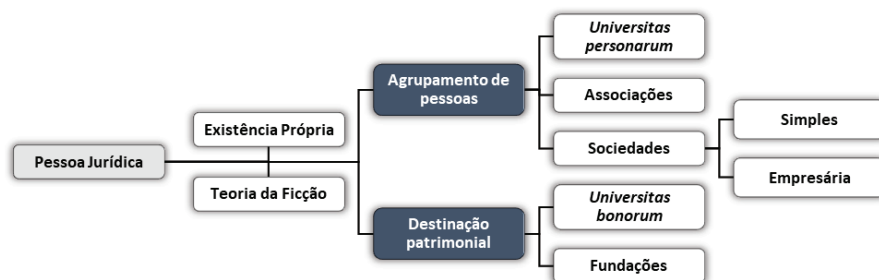 Pessoa Jurídica
Existência Própria
Teoria da Ficção
Agrupamento de
pessoas
Universitas
personarum
Associações
Sociedades
Simples
Empresária
Destinação
patrimonial
Universitas
bonorum
Fundações